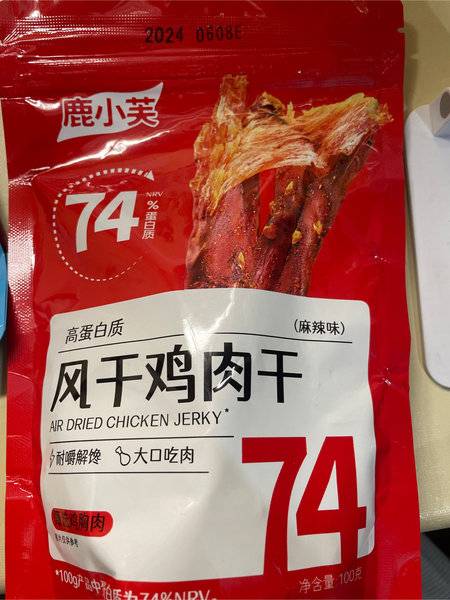 2024 0608E
鹿小芙
74
NRV
%
蛋白质
高蛋白质
(麻辣味)
风干鸡肉干
AIR DRIED CHICKEN JERKY*
耐嚼解馋 大口吃肉
鸡胸肉
74
净含量:100克
*100g产品中蛋白质为74%NRV。